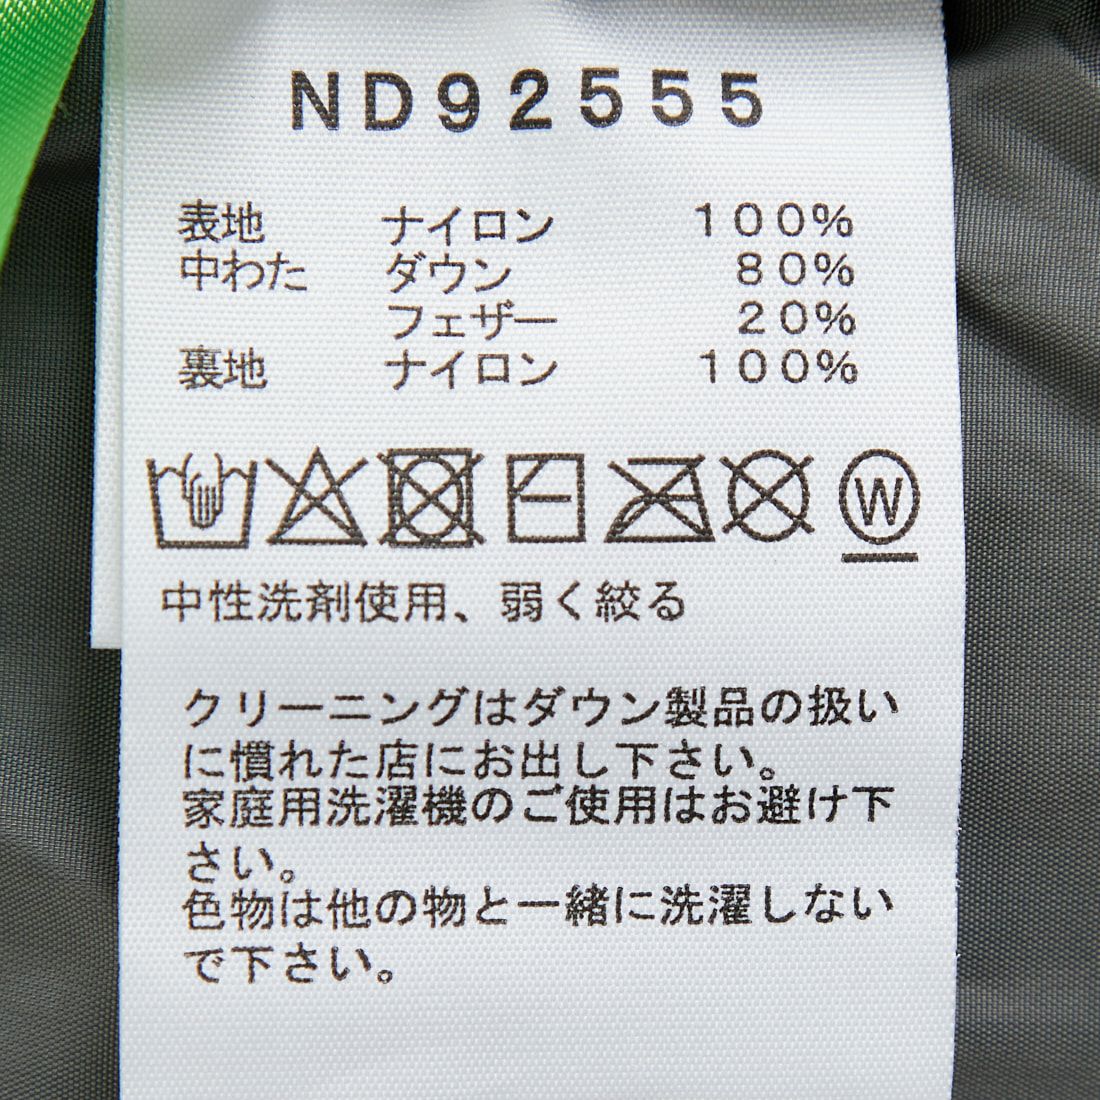 ND92555
表地 ナイロン 100%
中わた ダウン 80%
フェザー 20%
裏地 ナイロン 100%
W
中性洗剤使用、弱く絞る
クリーニングはダウン製品の扱い
に慣れた店にお出し下さい。
家庭用洗濯機のご使用はお避け下
さい。
色物は他の物と一緒に洗濯しない
で下さい。